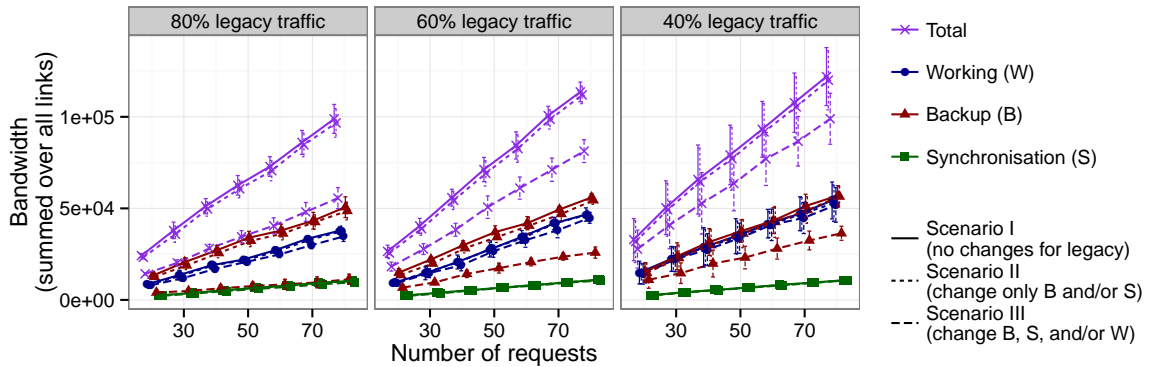 80% legacy traffic
60% legacy traffic
40% legacy traffic
Bandwidth
(summed over all links)
1e+05
5e+04
0e+00
30 50 70
30 50 70
30 50 70
Number of requests
Total
Working (W)
Backup (B)
Synchronisation (S)
Scenario I
(no changes for legacy)
Scenario II
(change only B and/or S)
Scenario III
(change B, S, and/or W)